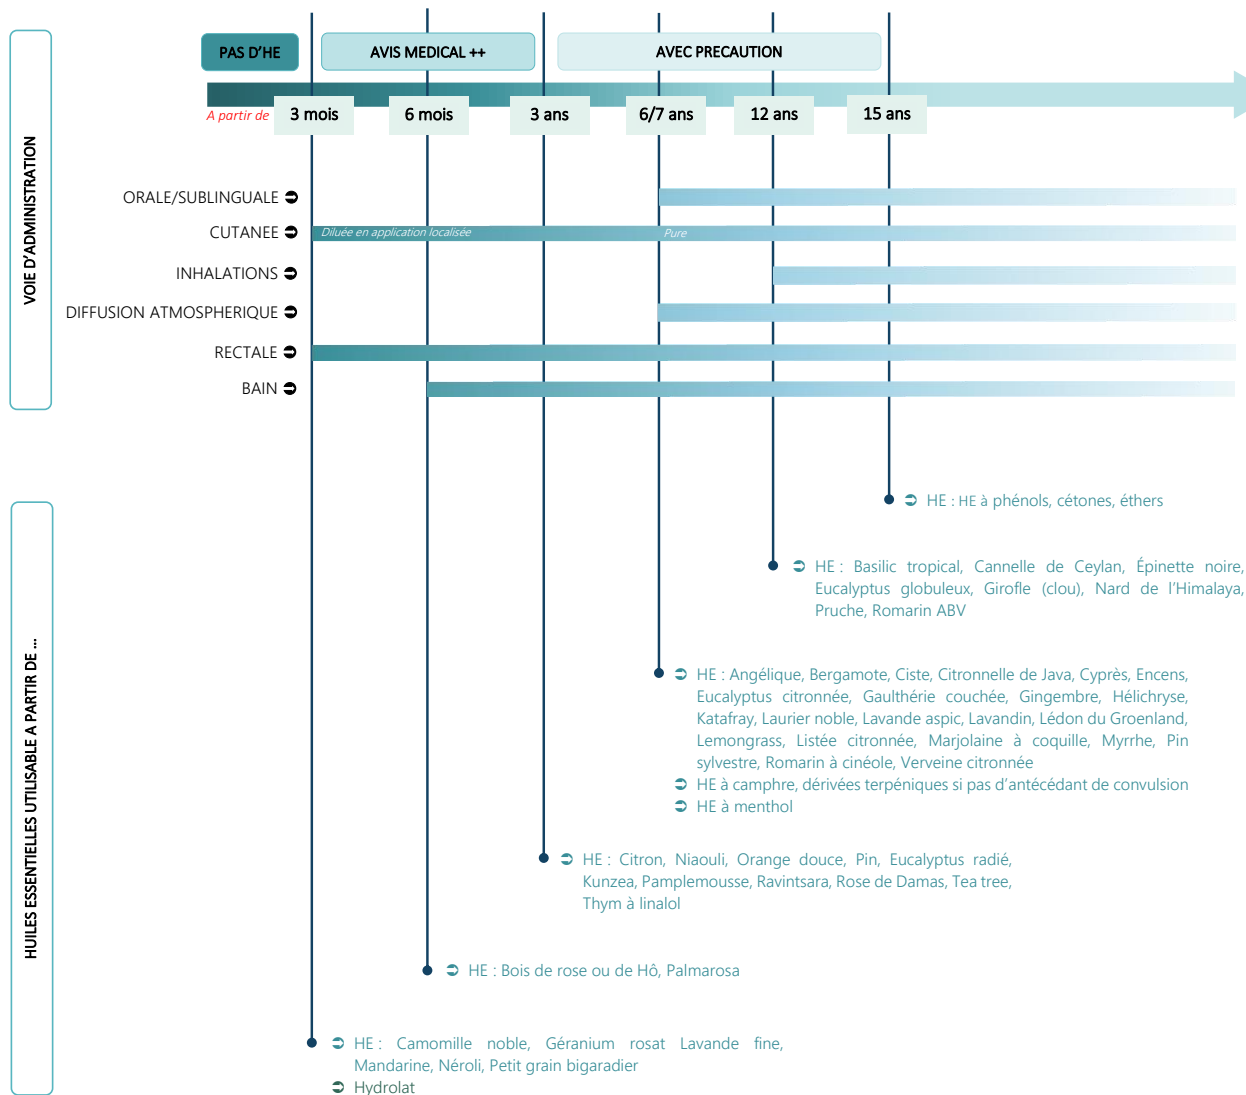 PAS D'HE
AVIS MEDICAL ++
AVEC PRECAUTION
A partir de
3 mois
6 mois
3 ans
6/7 ans
12 ans
15 ans
VOIE D'ADMINISTRATION
ORALE/SUBLINGUALE
CUTANEE
Diluée en application localisée
Pure
INHALATIONS
DIFFUSION ATMOSPHERIQUE
RECTALE
BAIN
HUILES ESSENTIELLES UTILISABLE A PARTIR DE ...
HE : HE à phénols, cétones, éthers
HE : Basilic tropical, Cannelle de Ceylan, Épinette noire,
Eucalyptus globuleux, Girofle (clou), Nard de l'Himalaya,
Pruche, Romarin ABV
HE : Angélique, Bergamote, Ciste, Citronnelle de Java, Cyprès, Encens,
Eucalyptus citronnée, Gaulthérie couchée, Gingembre, Hélichryse,
Katafray, Laurier noble, Lavande aspic, Lavandin, Lédon du Groenland,
Lemongrass, Listée citronnée, Marjolaine à coquille, Myrrhe, Pin
sylvestre, Romarin à cinéole, Verveine citronnée
HE à camphre, dérivées terpéniques si pas d'antécédant de convulsion
HE à menthol
HE : Citron, Niaouli, Orange douce, Pin, Eucalyptus radié,
Kunzea, Pamplemousse, Ravintsara, Rose de Damas, Tea tree,
Thym à linalol
HE : Bois de rose ou de Hô, Palmarosa
HE : Camomille noble, Géranium rosat Lavande fine,
Mandarine, Néroli, Petit grain bigaradier
Hydrolat